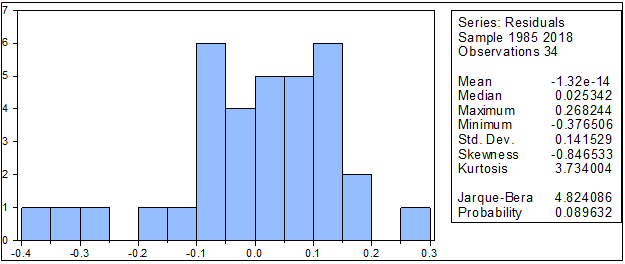 7
6
5
4
3
2
1
0
-0.4 -0.3 -0.2 -0.1 0.0 0.1 0.2 0.3
Series: Residuals
Sample 1985 2018
Observations 34
Mean -1.32e-14
Median 0.025342
Maximum 0.268244
Minimum -0.376506
Std. Dev. 0.141529
Skewness -0.846533
Kurtosis 3.734004
Jarque-Bera 4.824086
Probability 0.089632